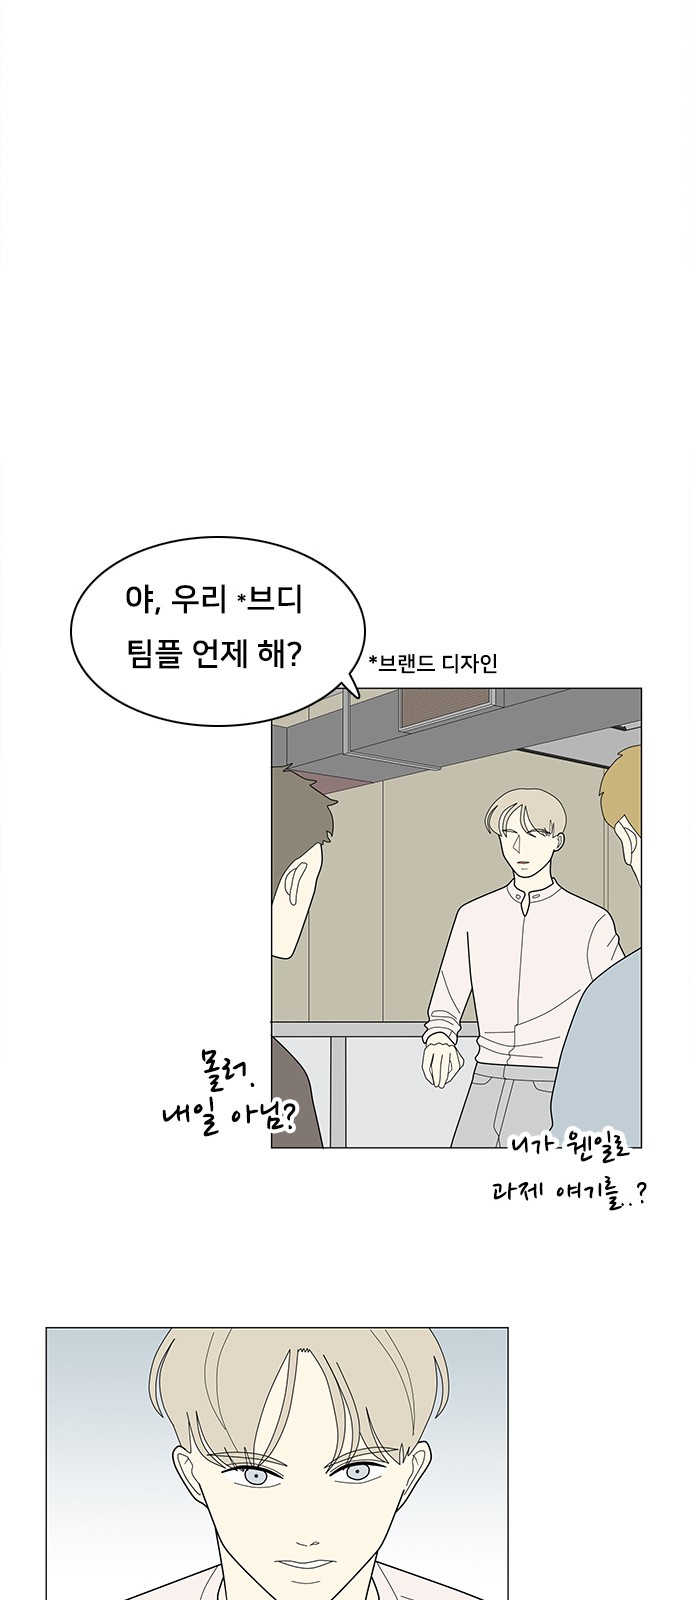 야, 우리 *브디
팀플 언제 해?
*브랜드 디자인
몰러.
내일 아님?
니가 웬일로
과제 얘기를..?